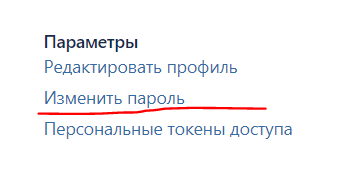 Параметры
Редактировать профиль
Изменить пароль
Персональные токены доступа